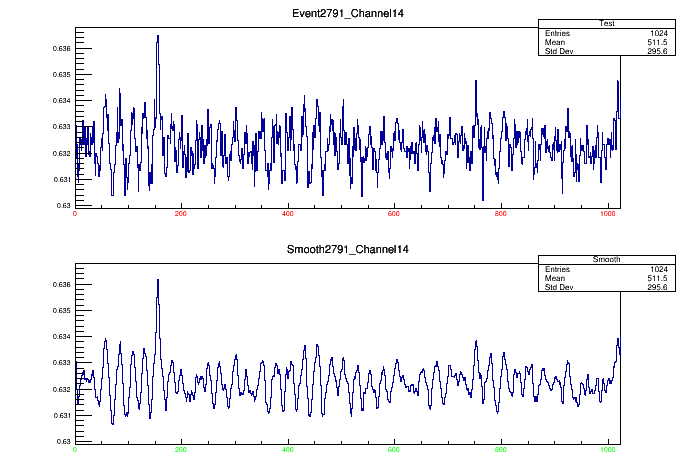 Event2791_Channel14
Test
Entries 1024
Mean 511.5
Std Dev 295.6
0.636
0.635
0.634
0.633
0.632
0.631
0.63
0 200 400 600 800 1000
Smooth2791_Channel14
Smooth
Entries 1024
Mean 511.5
Std Dev 295.6
0.636
0.635
0.634
0.633
0.632
0.631
0.63
0 200 400 600 800 1000